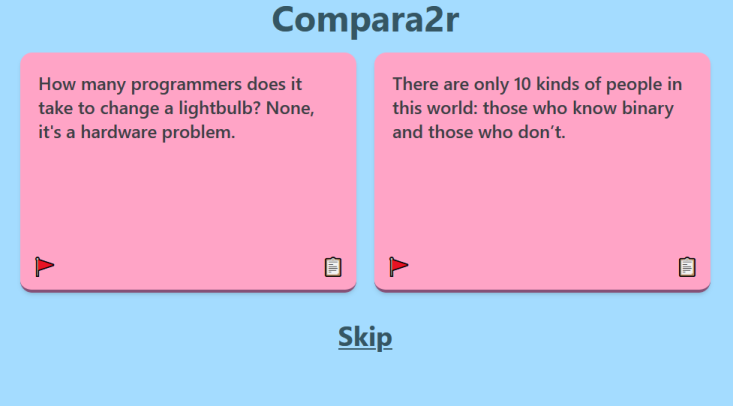 Compara2r
How many programmers does it
take to change a lightbulb? None,
it's a hardware problem.
There are only 10 kinds of people in
this world: those who know binary
and those who don’t.
Skip